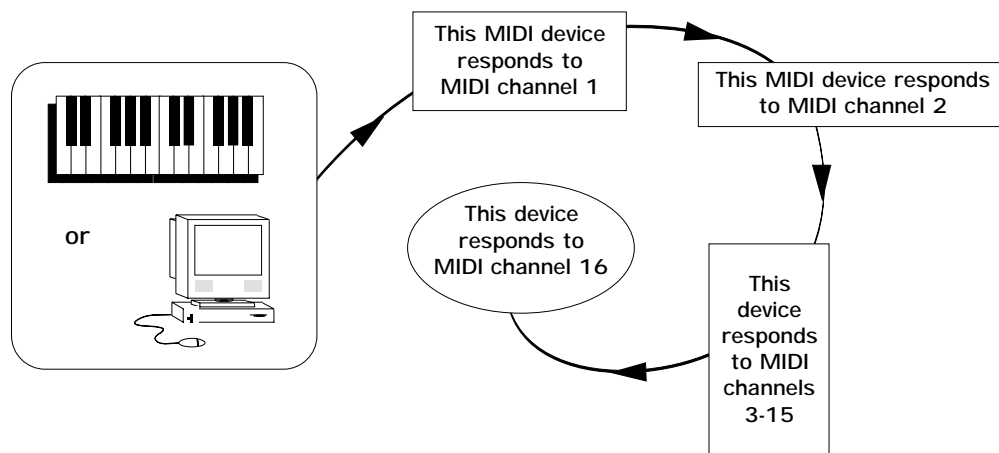 This MIDI device
responds to
MIDI channel 1
This MIDI device responds
to MIDI channel 2
or
This device
responds to
MIDI channel 16
This
device
responds
to MIDI
channels
3-15